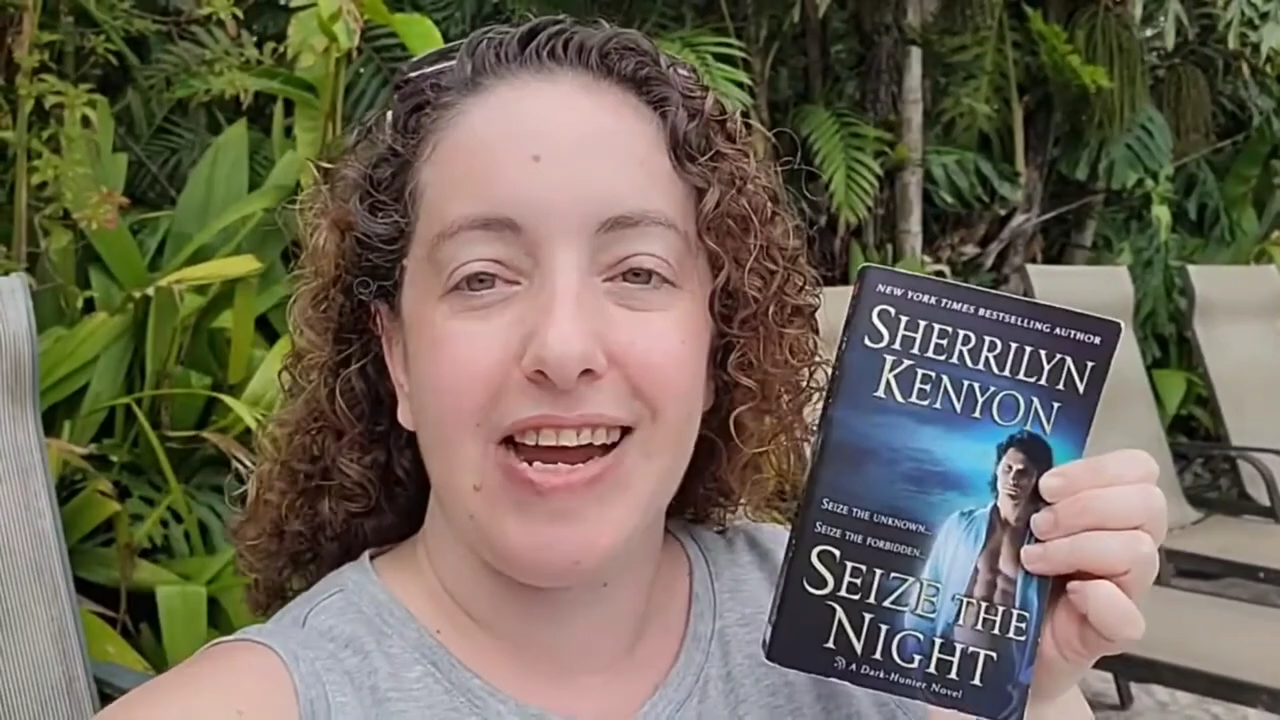 NEW YORK TIMES BESTSELLING AUTHOR
SHERRILYN
KENYON
SEIZE THE UNKNOWN...
SEIZE THE FORBIDDEN...
SEIZE THE
NIGHT
A Dark-Hunter Novel